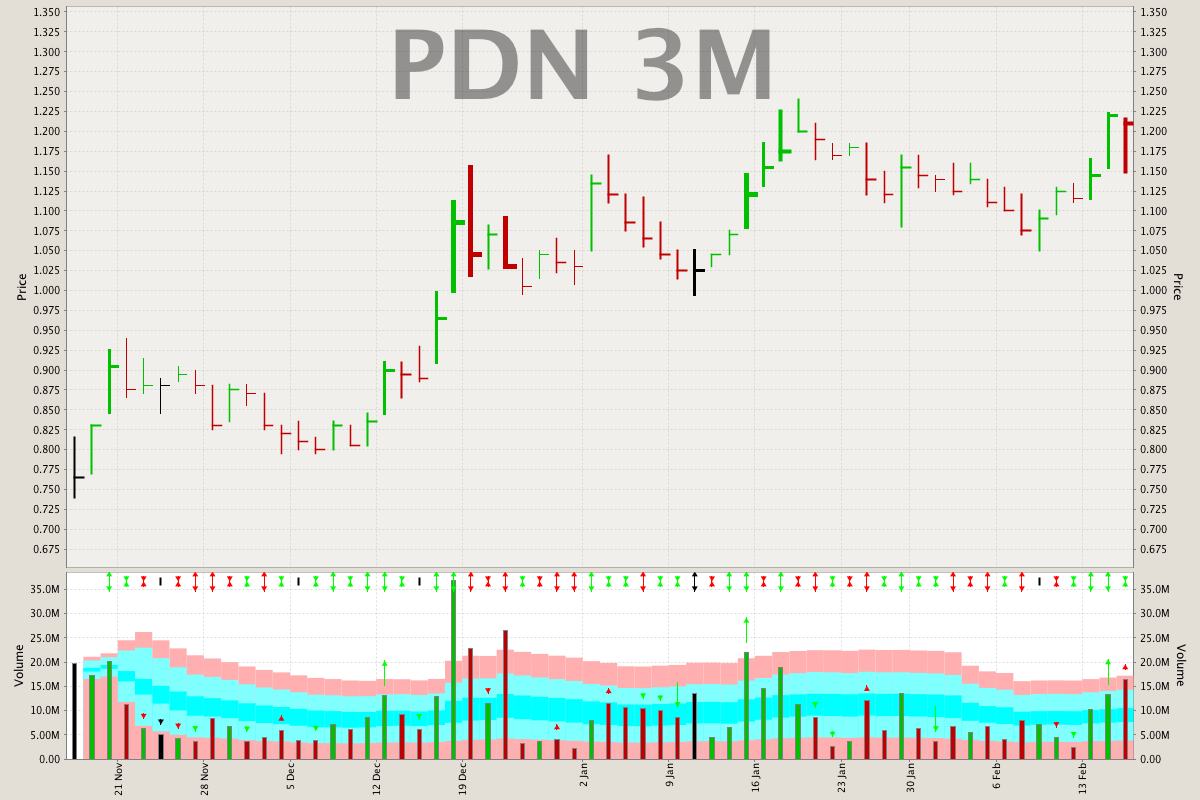 PDN 3M
1.350 1.350
1.325 1.325
1.300 1.300
1.275 1.275
1.250 1.250
1.225 1.225
1.200 1.200
1.175 1.175
1.150 1.150
1.125 1.125
1.100 1.100
1.075 1.075
1.050 1.050
1.025 1.025
1.000 1.000
0.975 0.975
0.950 0.950
0.925 0.925
0.900 0.900
0.875 0.875
0.850 0.850
0.825 0.825
0.800 0.800
0.775 0.775
0.750 0.750
0.725 0.725
0.700 0.700
0.675 0.675
Price
Price
35.0M 35.0M
30.0M 30.0M
25.0M 25.0M
20.0M 20.0M
15.0M 15.0M
10.0M 10.0M
5.00M 5.00M
0.00 0.00
Volume
Volume
21 Nov
28 Nov
5 Dec
12 Dec
19 Dec
2 Jan
9 Jan
16 Jan
23 Jan
30 Jan
6 Feb
13 Feb